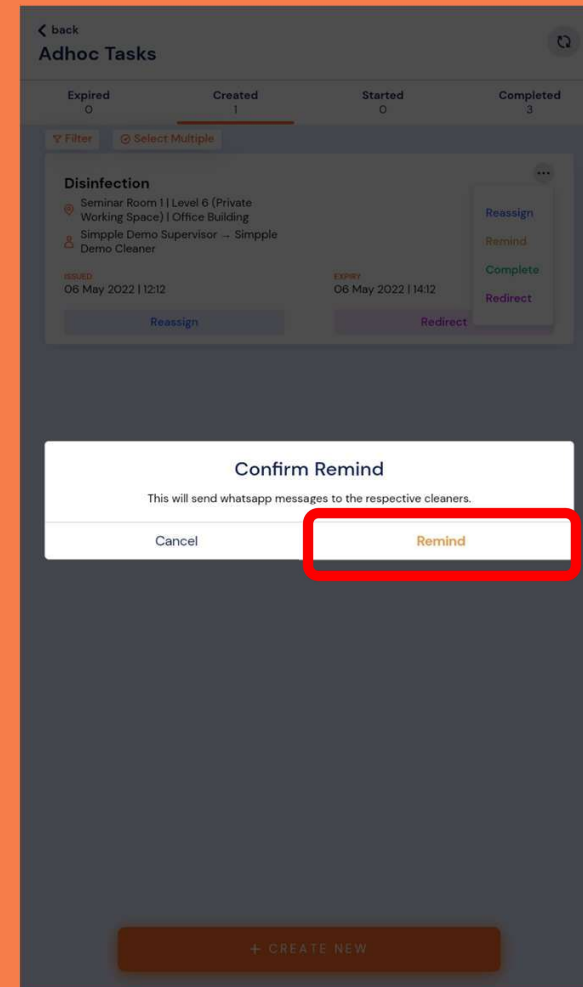 back
Adhoc Tasks
Expired Created Started Completed
0 1 0 3
Filter Select Multiple
Disinfection
Seminar Room 1 | Level 6 (Private
Working Space) | Office Building
Simpple Demo Supervisor → Simpple
Demo Cleaner
ISSUED EXPIRY
06 May 2022 | 12:12 06 May 2022 | 14:12
Reassign Redirect
Reassign
Remind
Complete
Redirect
Confirm Remind
This will send whatsapp messages to the respective cleaners.
Cancel Remind
+ CREATE NEW